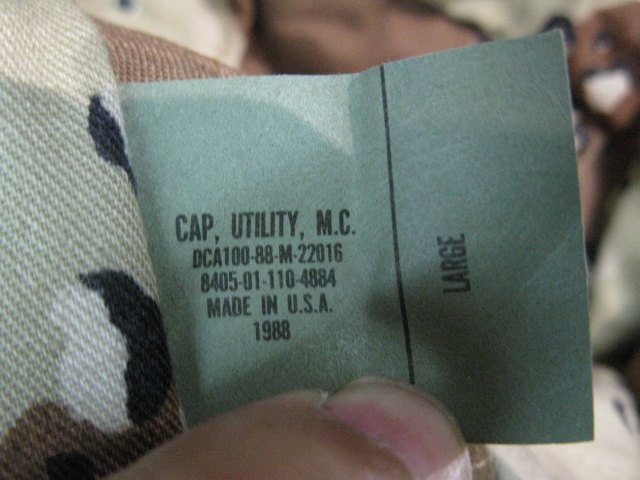 CAP, UTILITY, M.C.
DCA100-88-M-22016
8405-01-110-4884
MADE IN U.S.A.
1988
LARGE